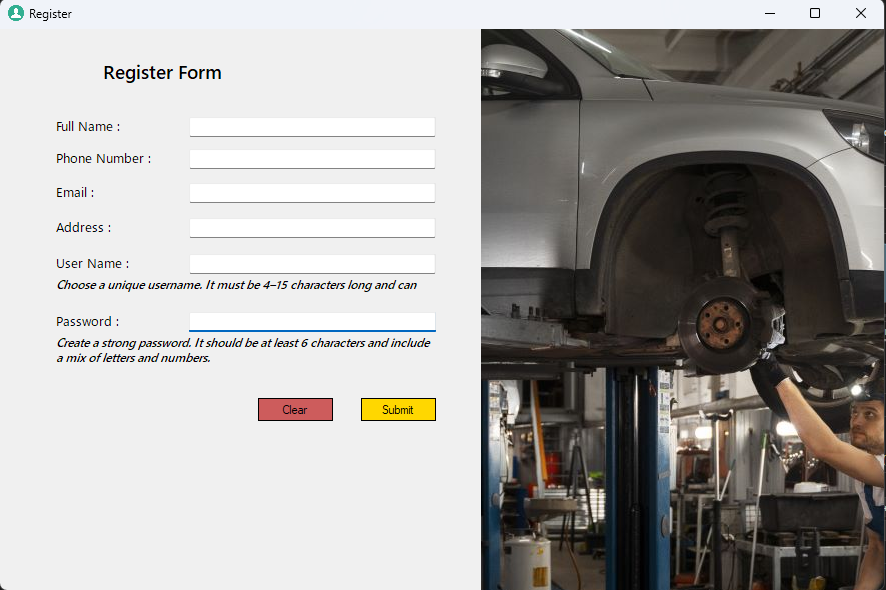 Register
Register Form
Full Name :
Phone Number :
Email :
Address :
User Name :
Choose a unique username. It must be 4–15 characters long and can
Password :
Create a strong password. It should be at least 6 characters and include
a mix of letters and numbers.
Clear
Submit